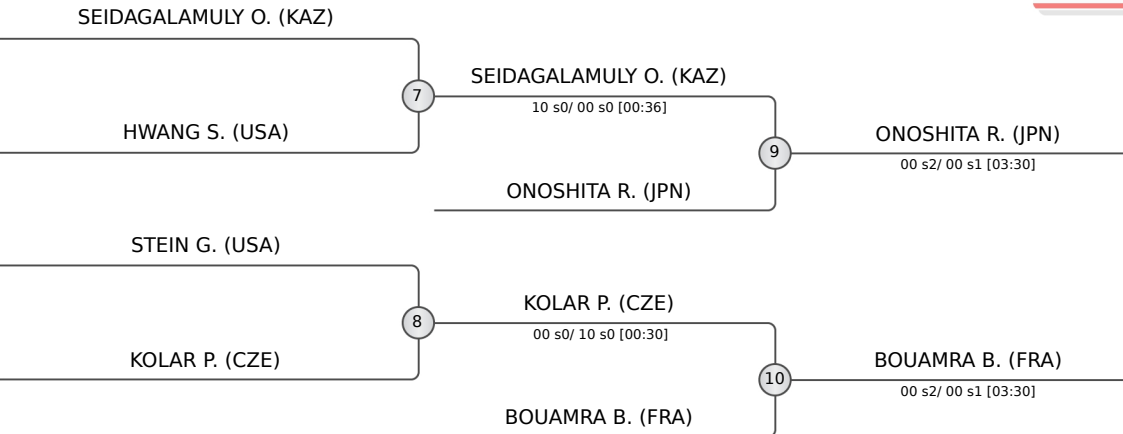 SEIDAGALAMULY O. (KAZ)
7
SEIDAGALAMULY O. (KAZ)
10 s0/ 00 s0 [00:36]
HWANG S. (USA)
9
ONOSHITA R. (JPN)
00 s2/ 00 s1 [03:30]
ONOSHITA R. (JPN)
STEIN G. (USA)
8
KOLAR P. (CZE)
00 s0/ 10 s0 [00:30]
KOLAR P. (CZE)
10
BOUAMRA B. (FRA)
00 s2/ 00 s1 [03:30]
BOUAMRA B. (FRA)